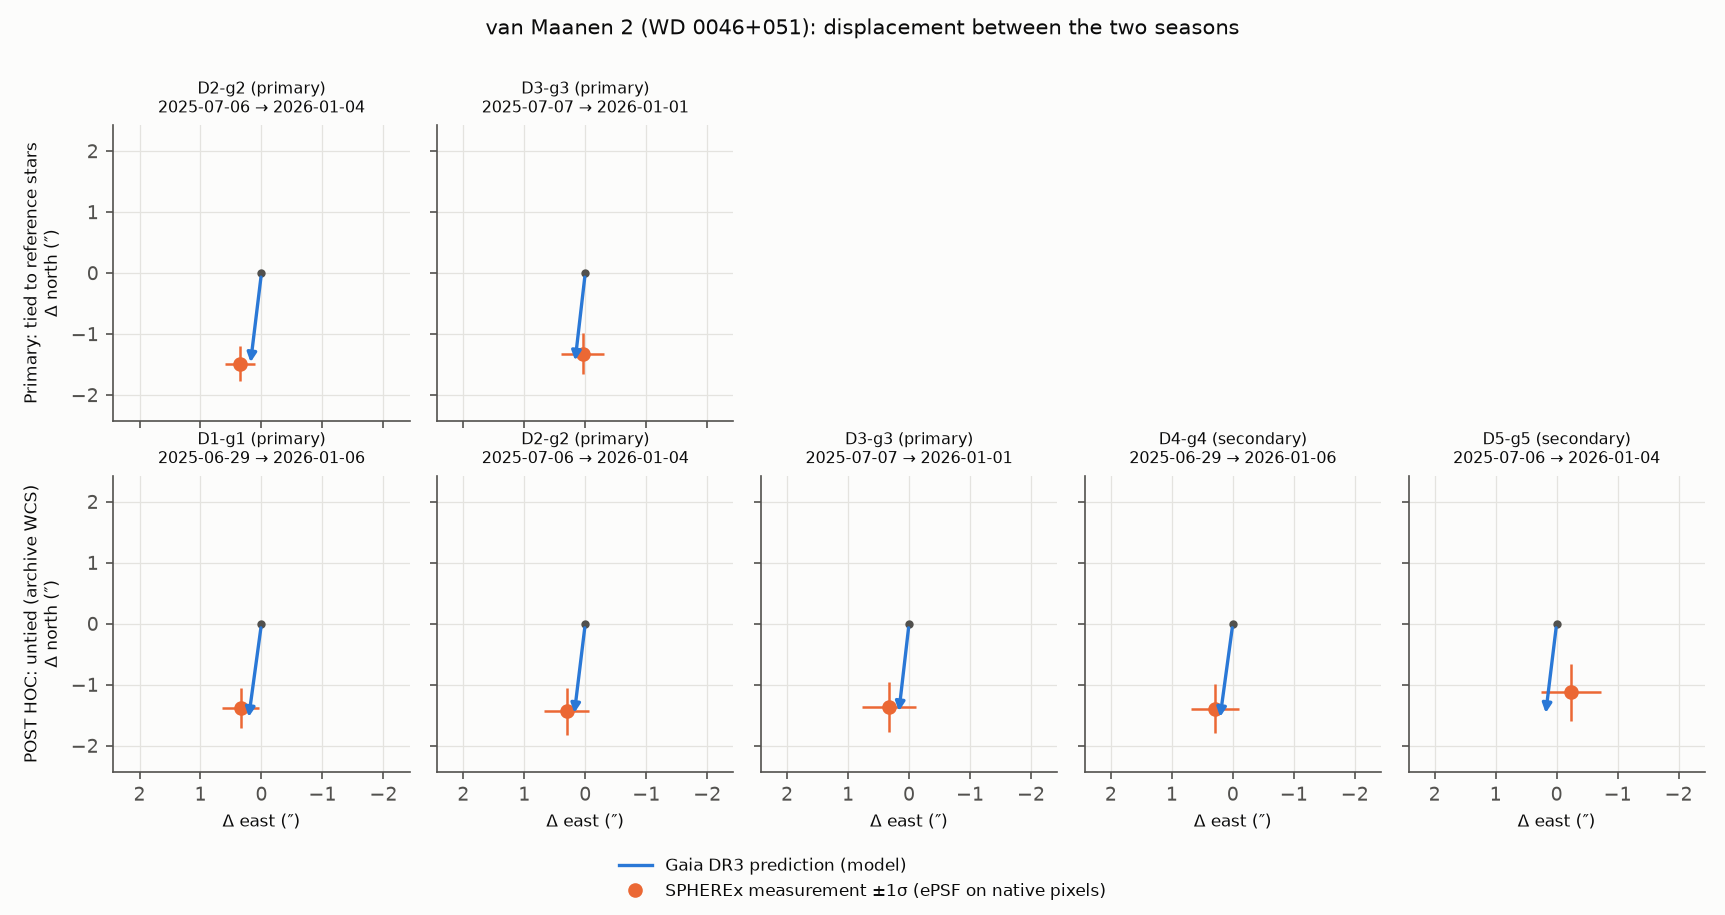 van Maanen 2 (WD 0046+051): displacement between the two seasons
D2-g2 (primary)
2025-07-06 → 2026-01-04
D3-g3 (primary)
2025-07-07 → 2026-01-01
Primary: tied to reference stars
Δ north (″)
2
1
0
−1
−2
D1-g1 (primary)
2025-06-29 → 2026-01-06
D2-g2 (primary)
2025-07-06 → 2026-01-04
D3-g3 (primary)
2025-07-07 → 2026-01-01
D4-g4 (secondary)
2025-06-29 → 2026-01-06
D5-g5 (secondary)
2025-07-06 → 2026-01-04
POST HOC: untied (archive WCS)
Δ north (″)
2
1
0
−1
−2
2 1 0 −1 −2
2 1 0 −1 −2
2 1 0 −1 −2
2 1 0 −1 −2
2 1 0 −1 −2
Δ east (″)
Δ east (″)
Δ east (″)
Δ east (″)
Δ east (″)
Gaia DR3 prediction (model)
SPHEREx measurement ±1σ (ePSF on native pixels)